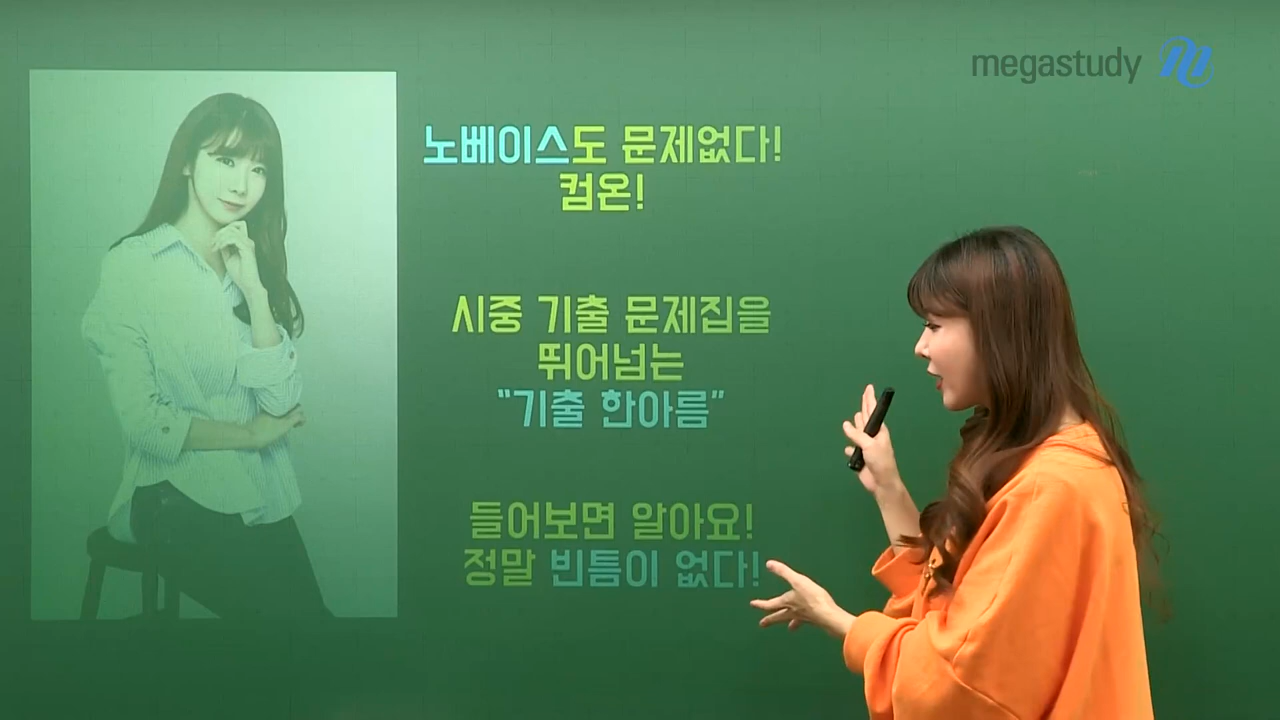 megastudy
노베이스도 문제없다!
컴온!
시중 기출 문제집을
뛰어넘는
“기출 한아름”
들어보면 알아요!
정말 빈틈이 없다!